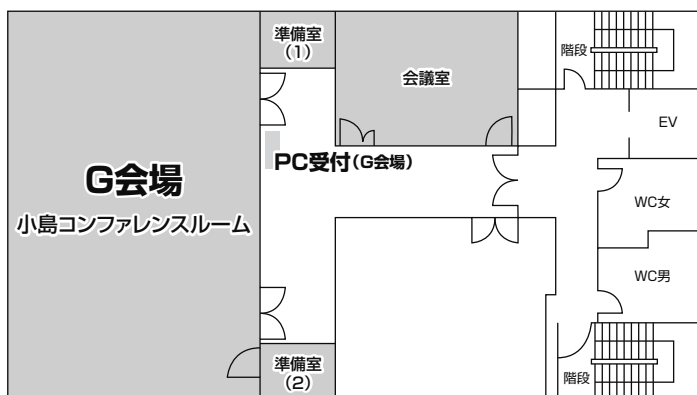 準備室
(1)
階段
会議室
EV
PC受付(G会場)
G会場
小島コンファレンスルーム
WC女
WC男
準備室
(2)
階段